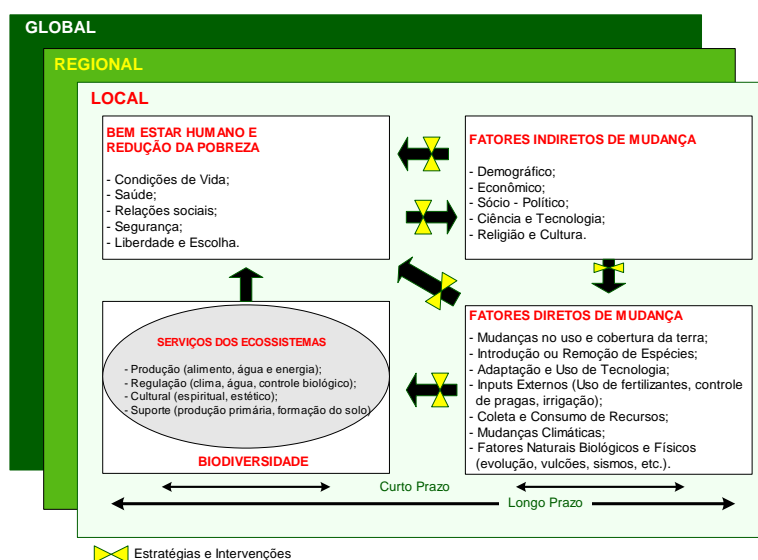 GLOBAL
REGIONAL
LOCAL
BEM ESTAR HUMANO E
REDUÇÃO DA POBREZA
- Condições de Vida;
- Saúde;
- Relações sociais;
- Segurança;
- Liberdade e Escolha.
FATORES INDIRETOS DE MUDANÇA
- Demográfico;
- Econômico;
- Sócio - Político;
- Ciência e Tecnologia;
- Religião e Cultura.
SERVIÇOS DOS ECOSSISTEMAS
- Produção (alimento, água e energia);
- Regulação (clima, água, controle biológico);
- Cultural (espiritual, estético);
- Suporte (produção primária, formação do solo)
BIODIVERSIDADE
FATORES DIRETOS DE MUDANÇA
- Mudanças no uso e cobertura da terra;
- Introdução ou Remoção de Espécies;
- Adaptação e Uso de Tecnologia;
- Inputs Externos (Uso de fertilizantes, controle
de pragas, irrigação);
- Coleta e Consumo de Recursos;
- Mudanças Climáticas;
- Fatores Naturais Biológicos e Físicos
(evolução, vulcões, sismos, etc.).
Curto Prazo
Longo Prazo
Estratégias e Intervenções